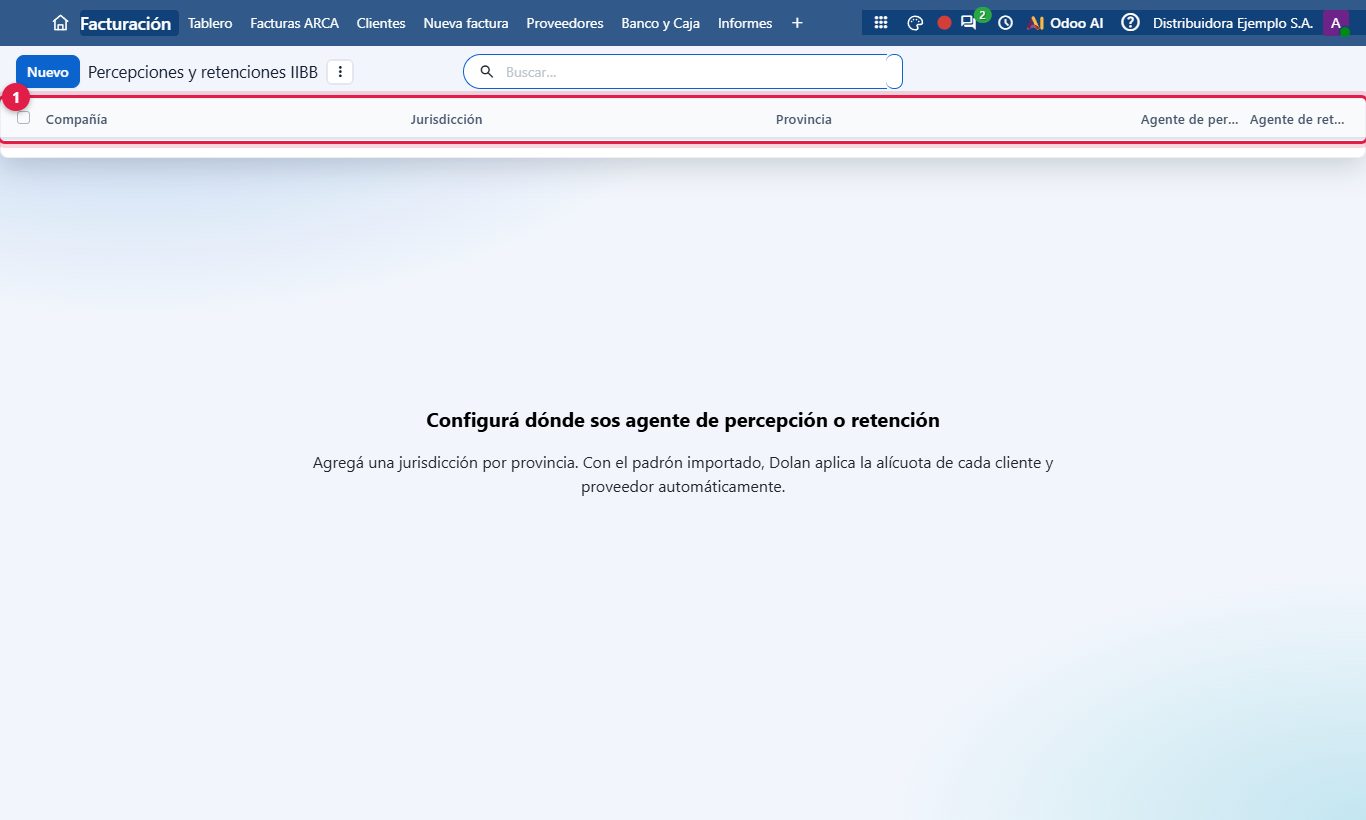 Facturación Tablero Facturas ARCA Clientes Nueva factura Proveedores Banco y Caja Informes + 2 Odoo AI Distribuidora Ejemplo S.A. A
Nuevo Percepciones y retenciones IIBB Buscar...
1
Compañía Jurisdicción Provincia Agente de per... Agente de ret...
Configurá dónde sos agente de percepción o retención
Agregá una jurisdicción por provincia. Con el padrón importado, Dolan aplica la alícuota de cada cliente y
proveedor automáticamente.